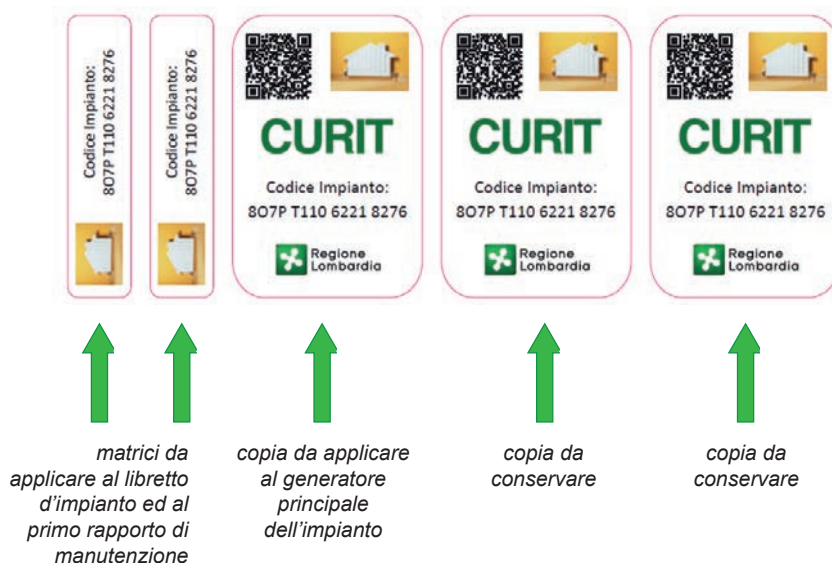 Codice Impianto:
8O7P T110 6221 8276
Codice Impianto:
8O7P T110 6221 8276
CURIT
Codice Impianto:
8O7P T110 6221 8276
Regione
Lombardia
CURIT
Codice Impianto:
8O7P T110 6221 8276
Regione
Lombardia
CURIT
Codice Impianto:
8O7P T110 6221 8276
Regione
Lombardia
matrici da
applicare al libretto
d'impianto ed al
primo rapporto di
manutenzione
copia da applicare
al generatore
principale
dell'impianto
copia da
conservare
copia da
conservare